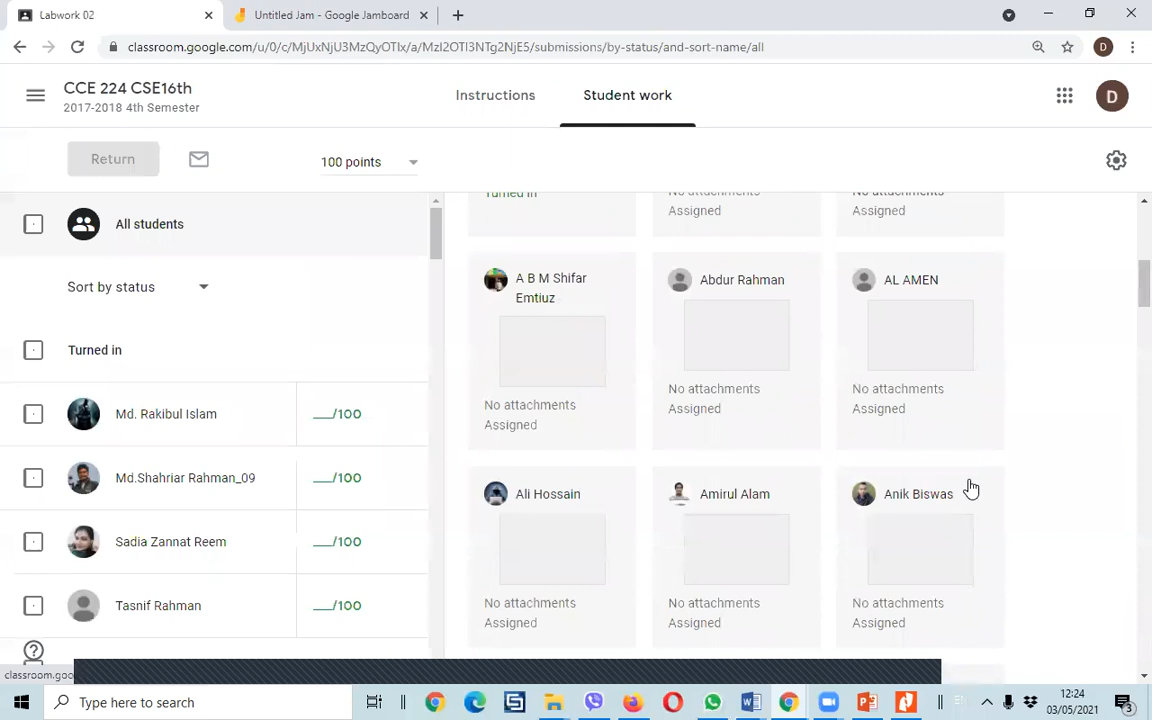 Labwork 02
Untitled Jam - Google Jamboard
classroom.google.com/u/0/c/MjUxNjU3MzQyOTIx/a/MzI2OTI3NTg2NjE5/submissions/by-status/and-sort-name/all
D
CCE 224 CSE16th
2017-2018 4th Semester
Instructions
Student work
D
Return
100 points
Turned in
No attachments
Assigned
No attachments
Assigned
All students
Sort by status
Turned in
Md. Rakibul Islam
/100
Md.Shahriar Rahman_09
/100
Sadia Zannat Reem
/100
Tasnif Rahman
/100
A B M Shifar
Emtiuz
No attachments
Assigned
Abdur Rahman
No attachments
Assigned
AL AMEN
No attachments
Assigned
Ali Hossain
No attachments
Assigned
Amirul Alam
No attachments
Assigned
Anik Biswas
No attachments
Assigned
classroom.goo
Type here to search
12:24
03/05/2021
3